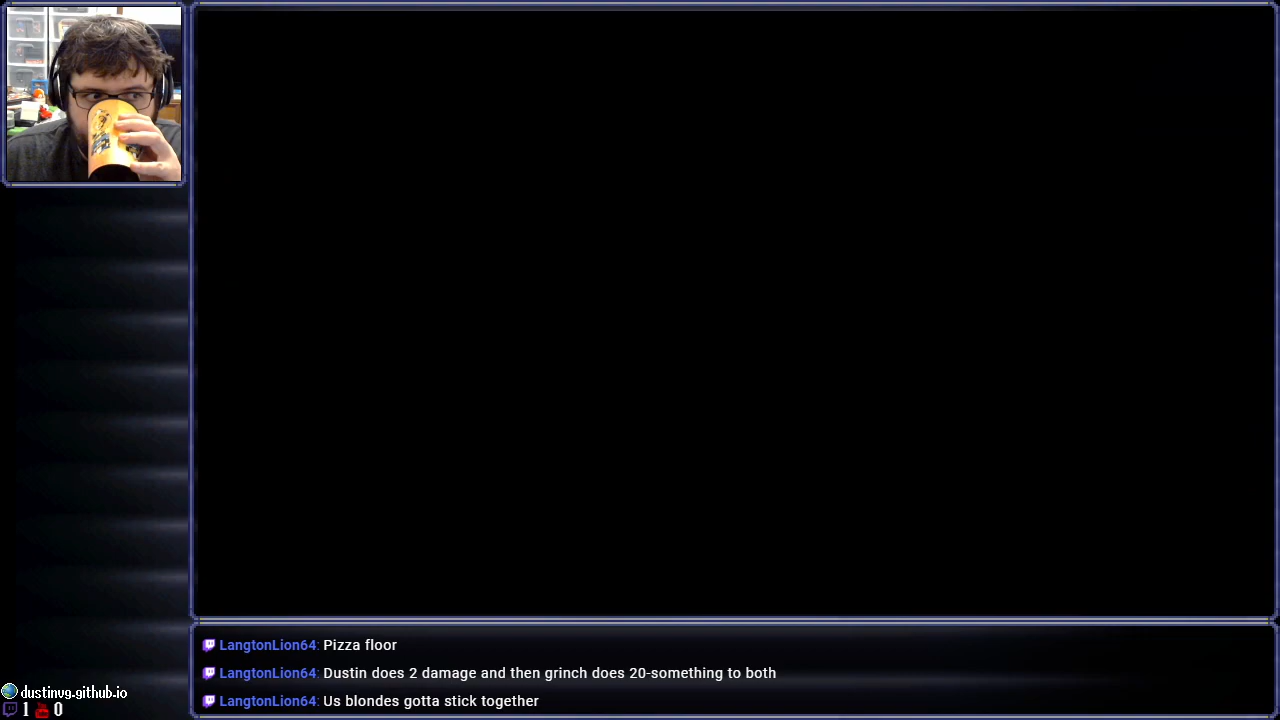 LangtonLion64: Pizza floor
LangtonLion64: Dustin does 2 damage and then grinch does 20-something to both
LangtonLion64: Us blondes gotta stick together
dustinvg.github.io
1 0